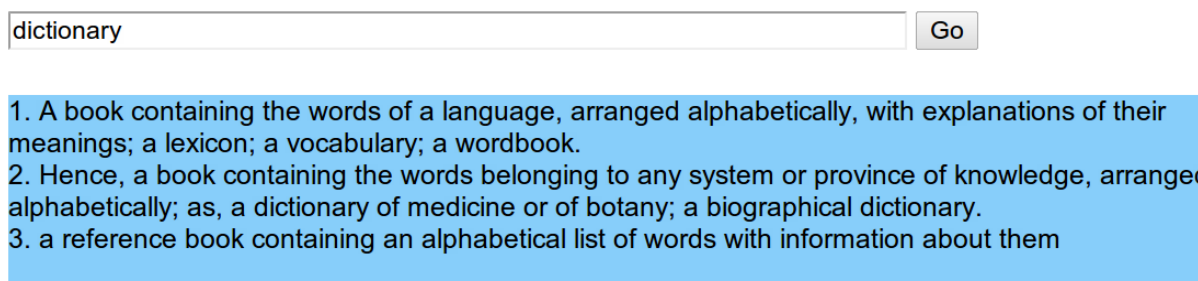 dictionary
Go
1. A book containing the words of a language, arranged alphabetically, with explanations of their
meanings; a lexicon; a vocabulary; a wordbook.
2. Hence, a book containing the words belonging to any system or province of knowledge, arranged
alphabetically; as, a dictionary of medicine or of botany; a biographical dictionary.
3. a reference book containing an alphabetical list of words with information about them